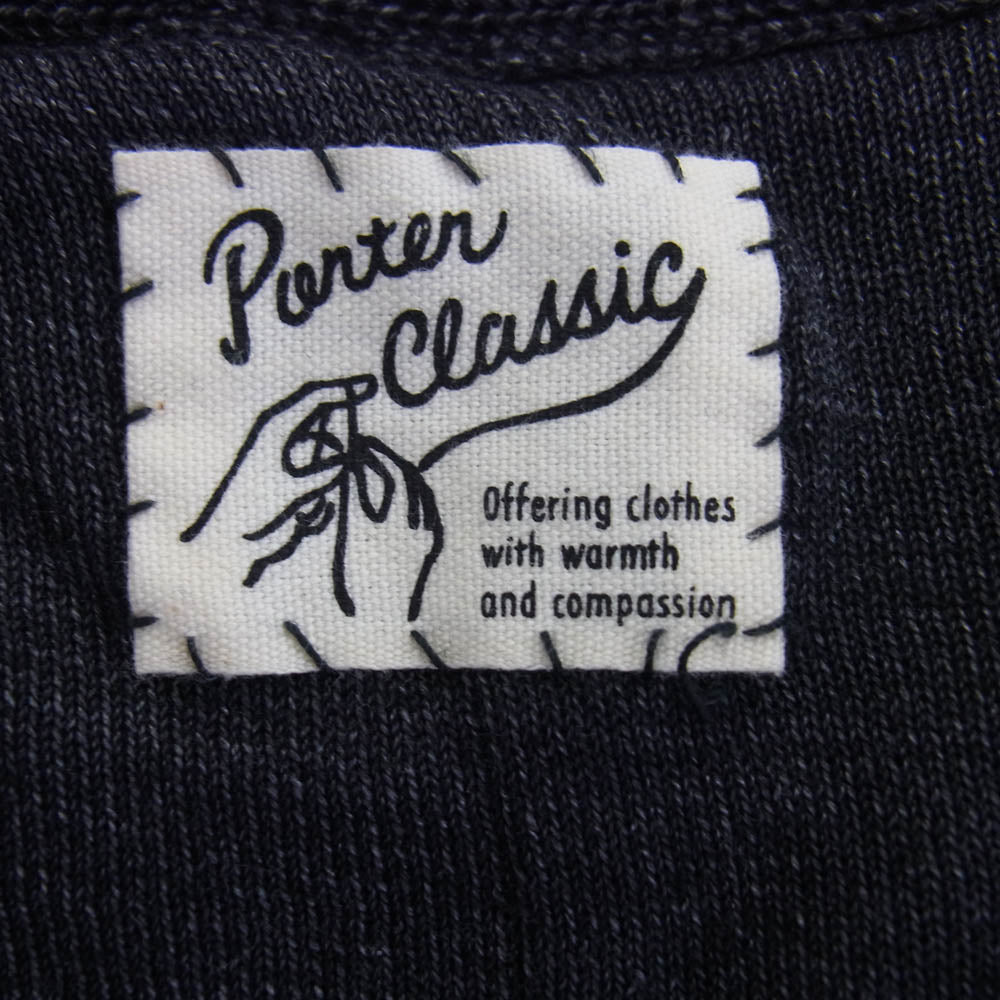 Porter
Classic
Offering clothes
with warmth
and compassion